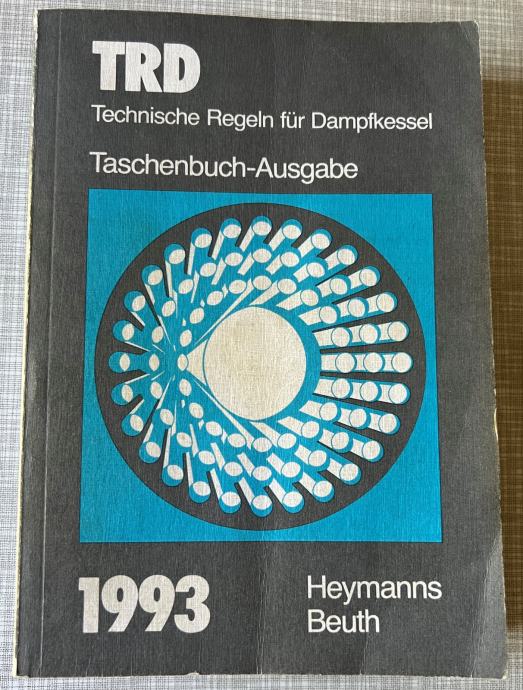 TRD
Technische Regeln für Dampfkessel
Taschenbuch-Ausgabe
1993
Heymanns
Beuth